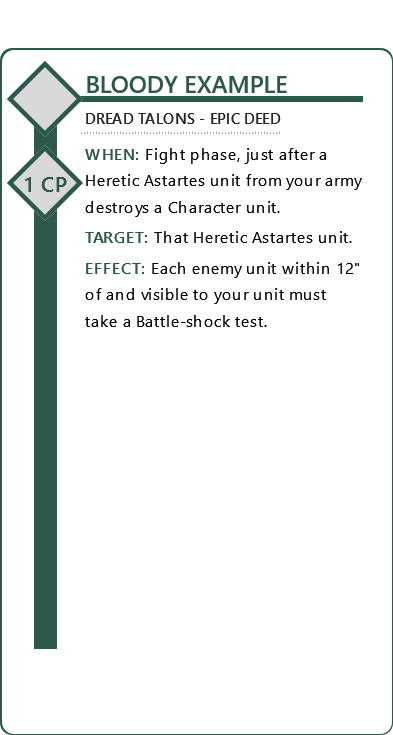 BLOODY EXAMPLE
DREAD TALONS - EPIC DEED
WHEN: Fight phase, just after a
Heretic Astartes unit from your army
destroys a Character unit.
1 CP
TARGET: That Heretic Astartes unit.
EFFECT: Each enemy unit within 12"
of and visible to your unit must
take a Battle-shock test.